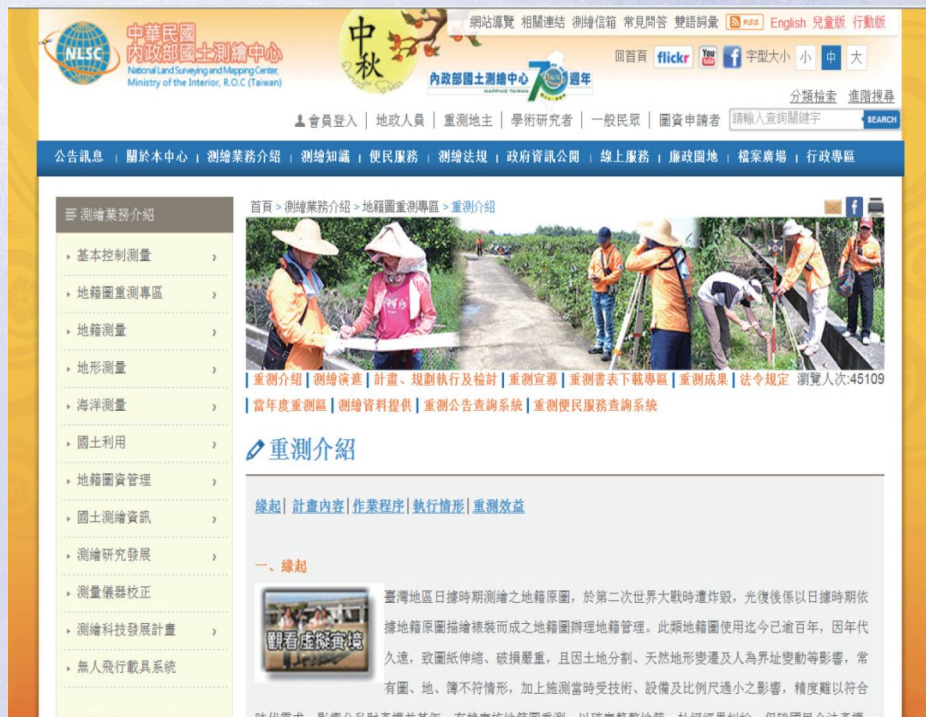 網站導覽 相關連結 測繪信箱 常見問答 雙語詞彙 RSS English 兒童版 行動版
中華民國
內政部國土測繪中心
National Land Surveying and Mapping Center,
Ministry of the Interior, R.O.C (Taiwan)
NLSC
中秋
內政部國土測繪中心70週年
MAPPING TAIWAN
回首頁 flickr You f 字型大小 小 中 大
分類檢索 進階搜尋
會員登入 | 地政人員 | 重測地主 | 學術研究者 | 一般民眾 | 圖資申請者 請輸入查詢關鍵字 SEARCH
公告訊息 | 關於本中心 | 測繪業務介紹 | 測繪知識 | 便民服務 | 測繪法規 | 政府資訊公開 | 線上服務 | 廉政園地 | 檔案廣場 | 行政專區
測繪業務介紹
基本控制測量
地籍圖重測專區
地籍測量
地形測量
海洋測量
國土利用
地籍圖資管理
國土測繪資訊
測繪研究發展
測量儀器校正
測繪科技發展計畫
無人飛行載具系統
首頁 > 測繪業務介紹 > 地籍圖重測專區 > 重測介紹
| 重測介紹 | 測繪演進 | 計畫、規劃執行及檢討 | 重測宣導 | 重測書表下載專區 | 重測成果 | 法令規定 瀏覽人次:45109
| 當年度重測區 | 測繪資料提供 | 重測公告查詢系統 | 重測便民服務查詢系統
重測介紹
緣起| 計畫內容|作業程序|執行情形|重測效益
一、緣起
觀看虛擬實境
臺灣地區日據時期測繪之地籍原圖，於第二次世界大戰時遭炸毀，光復後係以日據時期依
據地籍原圖描繪裱裝而成之地籍圖辦理地籍管理。此類地籍圖使用迄今已逾百年，因年代
久遠，致圖紙伸縮、破損嚴重，且因土地分割、天然地形變遷及人為界址變動等影響，常
有圖、地、簿不符情形，加上施測當時受技術、設備及比例尺過小之影響，精度難以符合